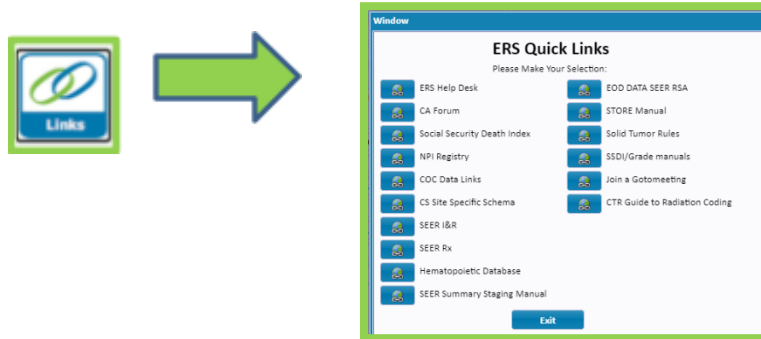 Links
Window
ERS Quick Links
Please Make Your Selection:
ERS Help Desk
CA Forum
Social Security Death Index
NPI Registry
COC Data Links
CS Site Specific Schema
SEER I&R
SEER Rx
Hematopoietic Database
SEER Summary Staging Manual
EOD DATA SEER RSA
STORE Manual
Solid Tumor Rules
SSDI/Grade manuals
Join a Gotomeeting
CTR Guide to Radiation Coding
Exit